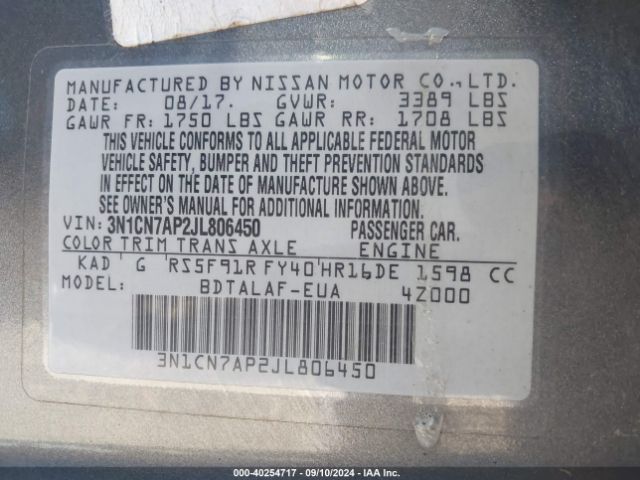 MANUFACTURED BY NISSAN MOTOR CO., LTD.
DATE: 08/17. GVWR: 3389 LBS
GAWR FR: 1750 LBS GAWR RR: 1708 LBS
THIS VEHICLE CONFORMS TO ALL APPLICABLE FEDERAL MOTOR
VEHICLE SAFETY, BUMPER AND THEFT PREVENTION STANDARDS
IN EFFECT ON THE DATE OF MANUFACTURE SHOWN ABOVE.
SEE OWNER'S MANUAL FOR ADDITIONAL INFORMATION.
VIN: 3N1CN7AP2JL806450 PASSENGER CAR.
COLOR TRIM TRANS AXLE ENGINE
KAD G RS5F91R FY40 HR16DE 1598 CC
MODEL: BDTALAF-EUA 4Z000
3N1CN7AP2JL806450
000-40254717 - 09/10/2024 - IAA Inc.